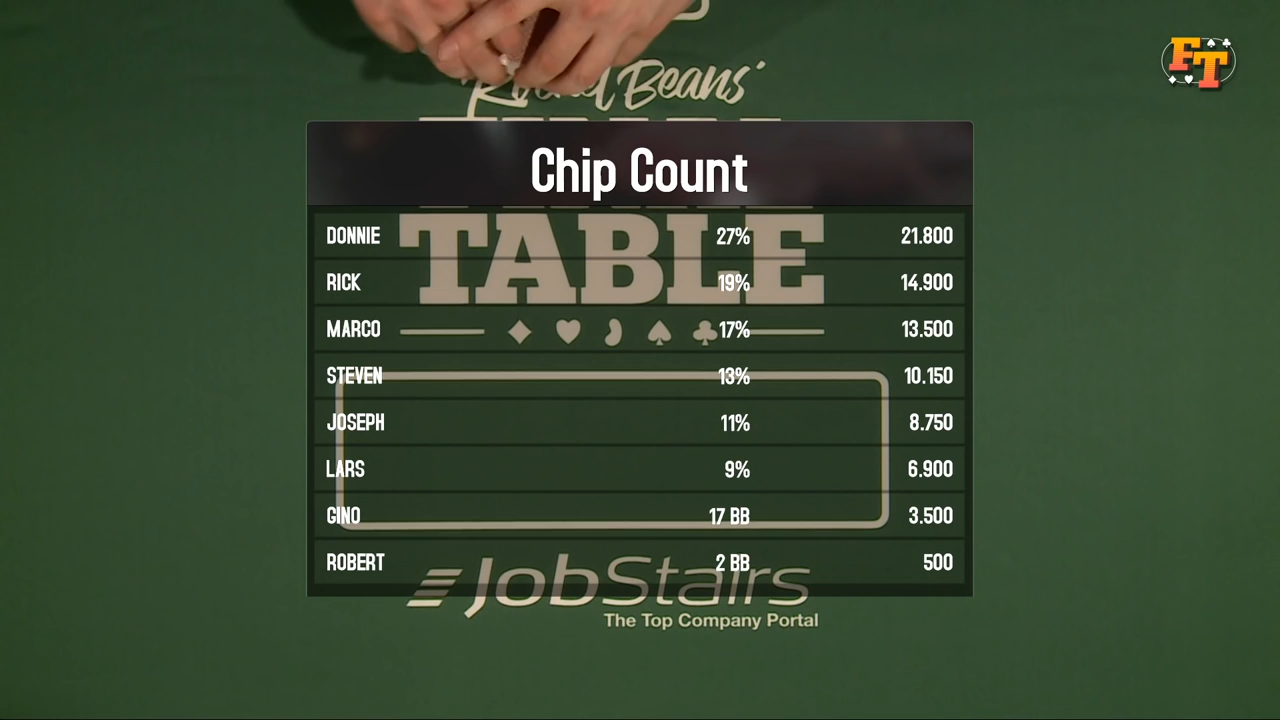 FT
Beans'
Chip Count
TABLE
DONNIE 27% 21.800
RICK 19% 14.900
MARCO 17% 13.500
STEVEN 13% 10.150
JOSEPH 11% 8.750
LARS 9% 6.900
GINO 17 BB 3.500
ROBERT 2 BB 500
JobStairs
The Top Company Portal